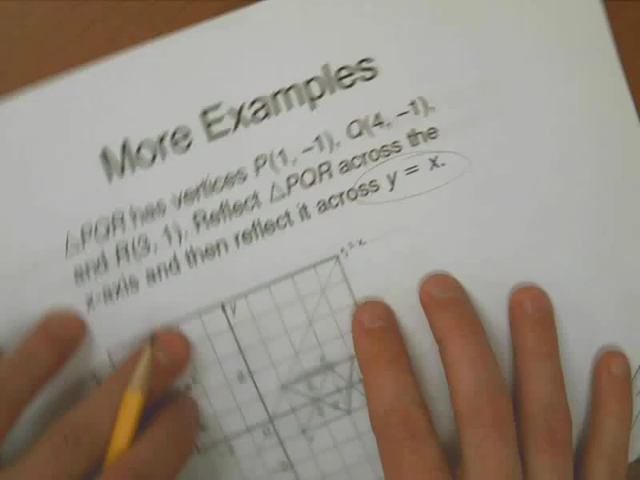 More Examples
△PQR has vertices P(1, –1), Q(4, –1),
and R(3, 1). Reflect △PQR across the
x-axis and then reflect it across y = x.
y